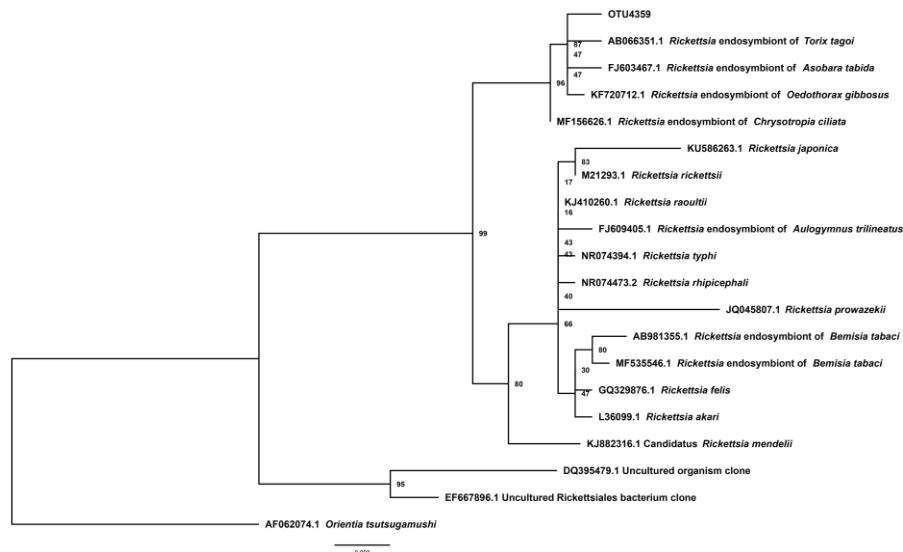 OTU4359
87
AB066351.1 Rickettsia endosymbiont of Torix tagoi
47
47
FJ603467.1 Rickettsia endosymbiont of Asobara tabida
96
KF720712.1 Rickettsia endosymbiont of Oedothorax gibbosus
MF156626.1 Rickettsia endosymbiont of Chrysotropia ciliata
KU586263.1 Rickettsia japonica
83
M21293.1 Rickettsia rickettsii
17
KJ410260.1 Rickettsia raoultii
16
FJ609405.1 Rickettsia endosymbiont of Aulogymnus trilineatus
99
43
43
NR074394.1 Rickettsia typhi
NR074473.2 Rickettsia rhipicephali
40
JQ045807.1 Rickettsia prowazekii
66
AB981355.1 Rickettsia endosymbiont of Bemisia tabaci
80
MF535546.1 Rickettsia endosymbiont of Bemisia tabaci
30
80
GQ329876.1 Rickettsia felis
47
L36099.1 Rickettsia akari
KJ882316.1 Candidatus Rickettsia mendelii
DQ395479.1 Uncultured organism clone
95
EF667896.1 Uncultured Rickettsiales bacterium clone
AF062074.1 Orientia tsutsugamushi